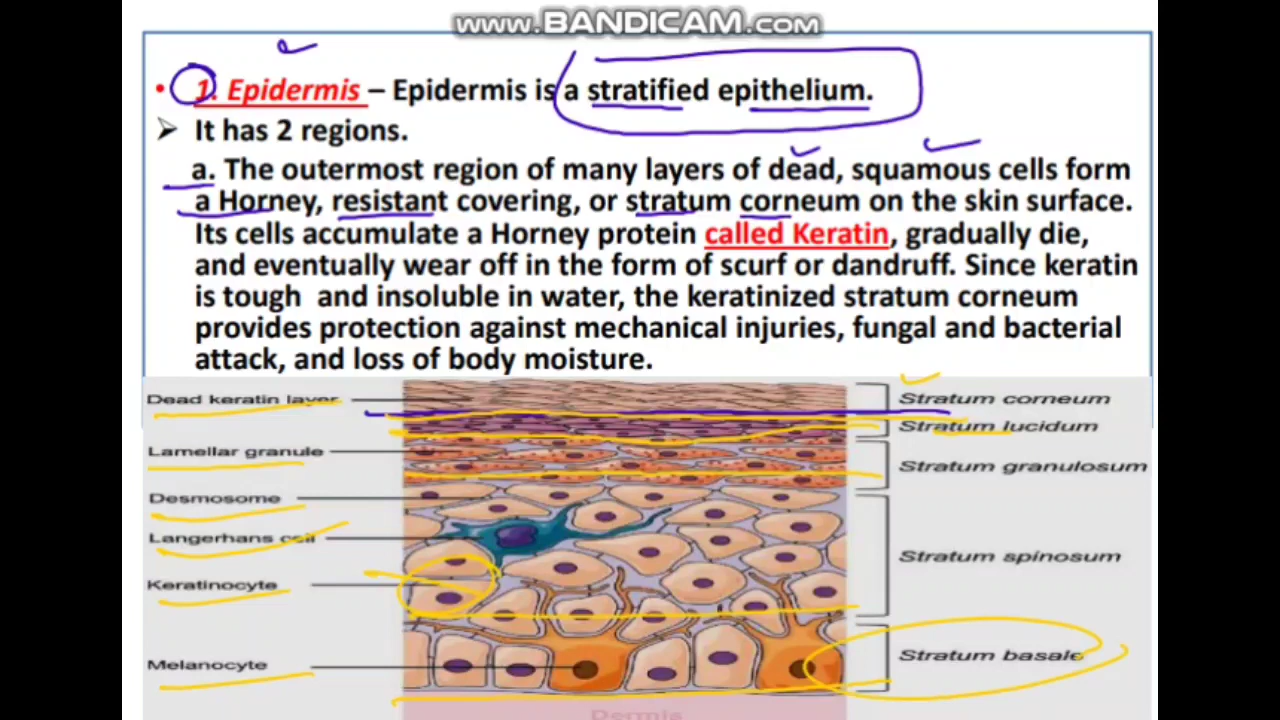 www.BANDICAM.com
• 1. Epidermis – Epidermis is a stratified epithelium.
➢ It has 2 regions.
a. The outermost region of many layers of dead, squamous cells form
a Horney, resistant covering, or stratum corneum on the skin surface.
Its cells accumulate a Horney protein called Keratin, gradually die,
and eventually wear off in the form of scurf or dandruff. Since keratin
is tough and insoluble in water, the keratinized stratum corneum
provides protection against mechanical injuries, fungal and bacterial
attack, and loss of body moisture.
Dead keratin layer
Stratum corneum
Stratum lucidum
Lamellar granule
Stratum granulosum
Desmosome
Langerhans cell
Stratum spinosum
Keratinocyte
Melanocyte
Stratum basale
Dermis